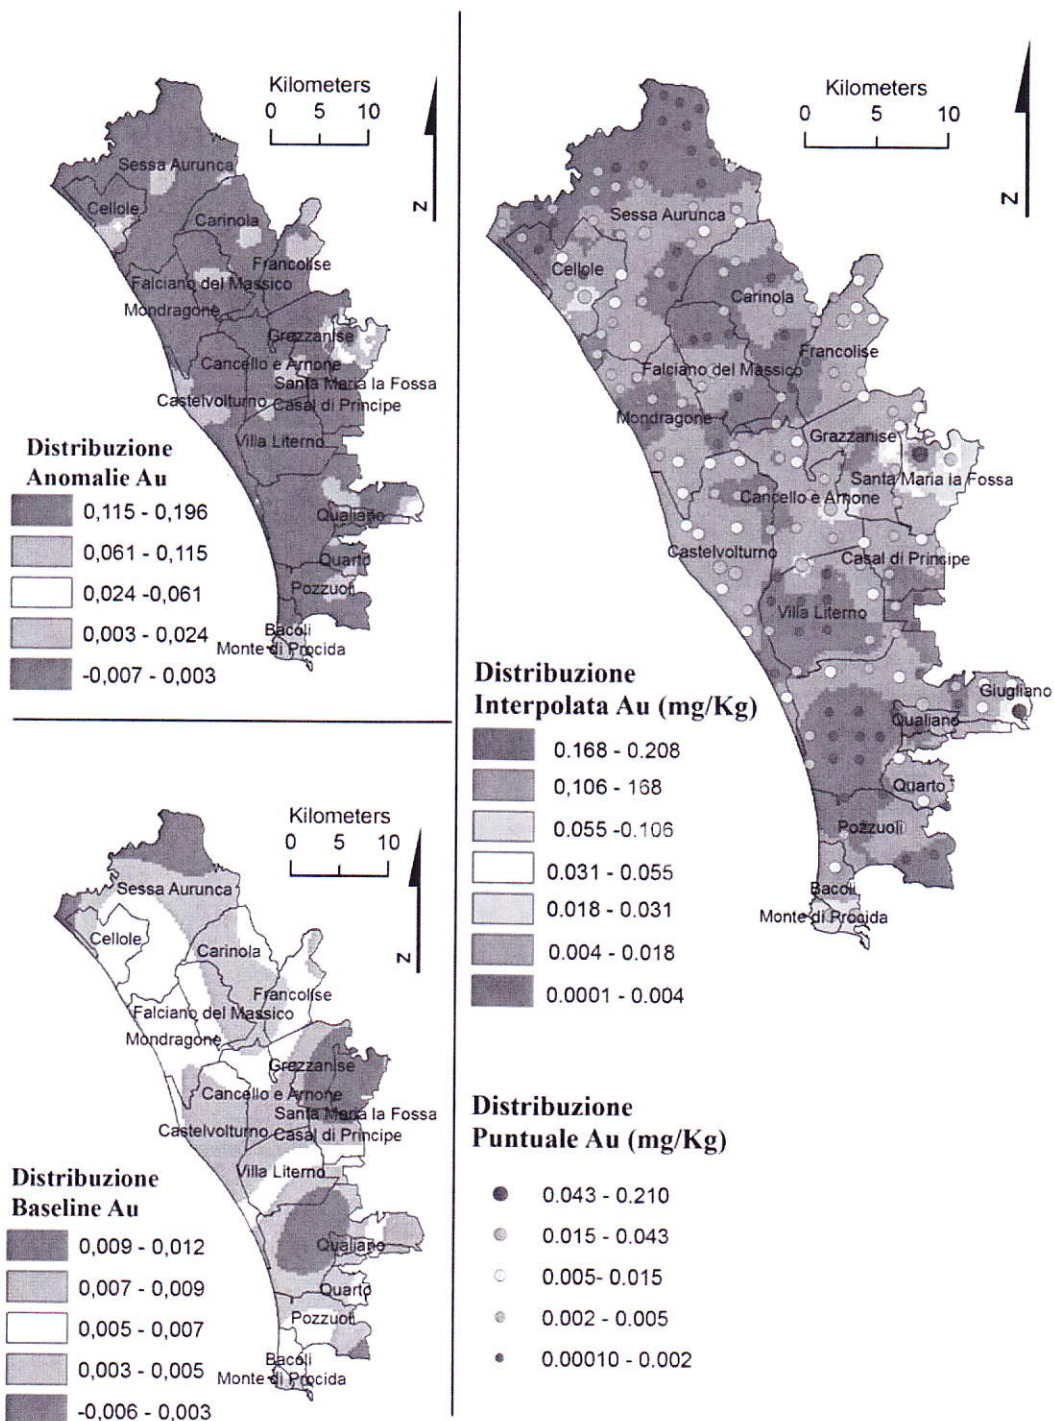 Kilometers
0 5 10
N
Sessa Aurunca
Cellole
Carinola
Francolise
Falciano del Massico
Mondragone
Grezzanise
Cancello e Arnone
Santa Maria la Fossa
Castelvolturno
Casal di Principe
Villa Literno
Qualiano
Quarto
Pozzuoli
Bacoli
Monte di Procida
Distribuzione
Anomalie Au
0,115 - 0,196
0,061 - 0,115
0,024 -0,061
0,003 - 0,024
-0,007 - 0,003
Kilometers
0 5 10
N
Sessa Aurunca
Cellole
Carinola
Francolise
Falciano del Massico
Mondragone
Grezzanise
Cancello e Arnone
Santa Maria la Fossa
Castelvolturno
Casal di Principe
Villa Literno
Qualiano
Quarto
Pozzuoli
Bacoli
Monte di Procida
Distribuzione
Baseline Au
0,009 - 0,012
0,007 - 0,009
0,005 - 0,007
0,003 - 0,005
-0,006 - 0,003
Kilometers
0 5 10
N
Sessa Aurunca
Cellole
Carinola
Francolise
Falciano del Massico
Mondragone
Grazzanise
Santa Maria la Fossa
Cancello e Arnone
Castelvolturno
Casal di Principe
Villa Literno
Giugliano
Qualiano
Quarto
Pozzuoli
Bacoli
Monte di Procida
Distribuzione
Interpolata Au (mg/Kg)
0.168 - 0.208
0,106 - 168
0.055 -0.106
0.031 - 0.055
0.018 - 0.031
0.004 - 0.018
0.0001 - 0.004
Distribuzione
Puntuale Au (mg/Kg)
0.043 - 0.210
0.015 - 0.043
0.005- 0.015
0.002 - 0.005
0.00010 - 0.002